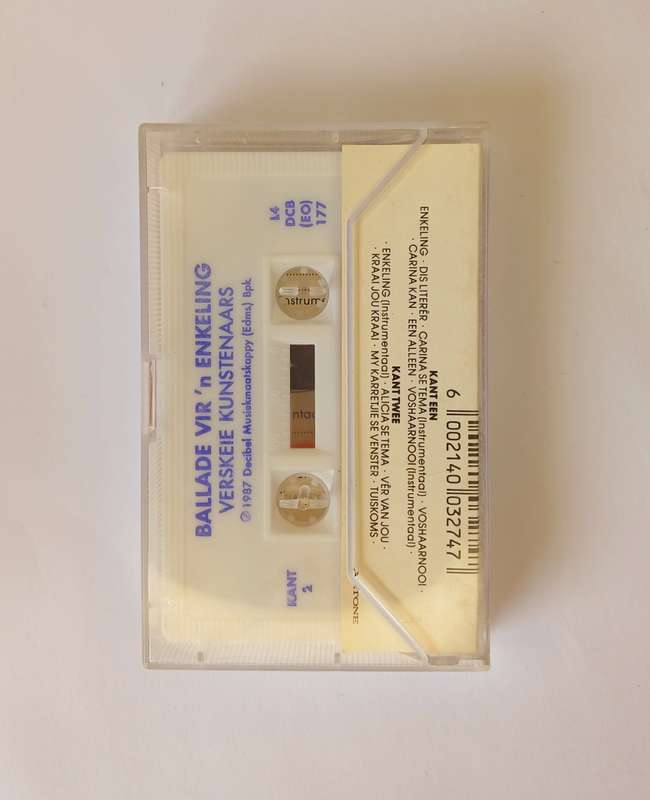 BALLADE VIR 'n ENKELING
VERSKEIE KUNSTENAARS
℗ 1987 Decibel Musiekmaatskappy (Edms) Bpk
L4
DCB
(EO)
177
KANT
2
KANT EEN
ENKELING · DIS LITERÊR · CARINA SE TEMA (Instrumentaal) · VOSHAARNOOI ·
· CARINA KAN · EEN ALLEEN · VOSHAARNOOI (Instrumentaal) ·
KANT TWEE
· ENKELING (Instrumentaal) · ALICIA SE TEMA · VÊR VAN JOU ·
· KRAAI JOU KRAAI · MY KARRETJIE SE VENSTER · TUISKOMS ·
6 002140 032747